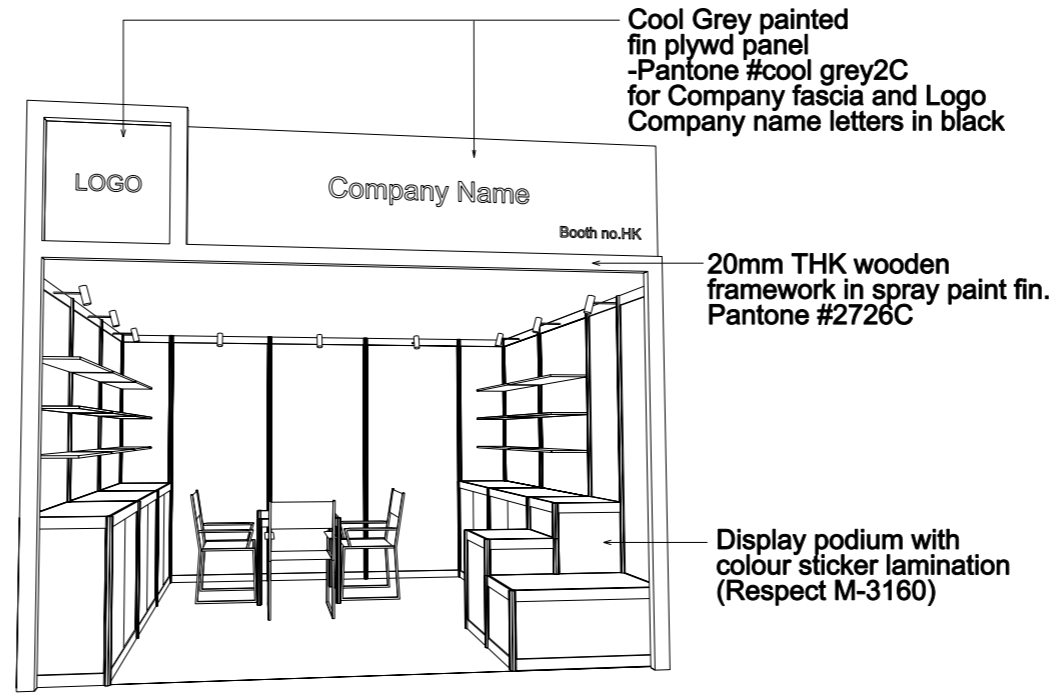 Cool Grey painted
fin plywd panel
-Pantone #cool grey2C
for Company fascia and Logo
Company name letters in black
LOGO
Company Name
Booth no.HK
20mm THK wooden
framework in spray paint fin.
Pantone #2726C
Display podium with
colour sticker lamination
(Respect M-3160)